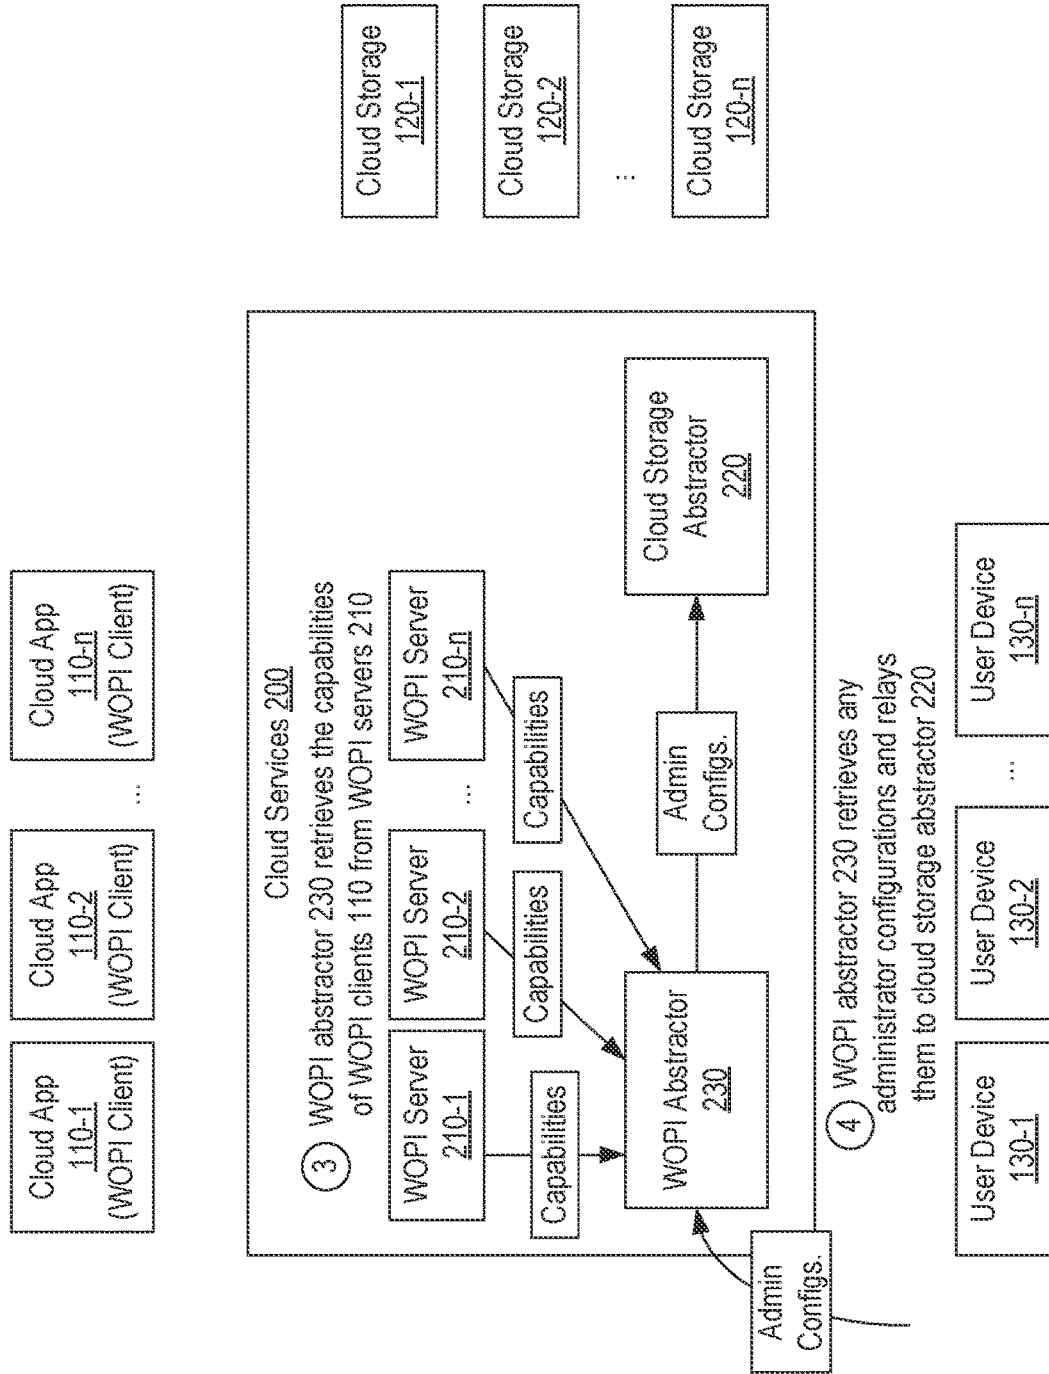 Cloud App
110-1
(WOPI Client)
Cloud App
110-2
(WOPI Client)
...
Cloud App
110-n
(WOPI Client)
Cloud Services 200
3 WOPI abstractor 230 retrieves the capabilities
of WOPI clients 110 from WOPI servers 210
WOPI Server
210-1
WOPI Server
210-2
...
WOPI Server
210-n
Capabilities
Capabilities
Capabilities
WOPI Abstractor
230
Admin
Configs.
Cloud Storage
Abstractor
220
Admin
Configs.
4 WOPI abstractor 230 retrieves any
administrator configurations and relays
them to cloud storage abstractor 220
User Device
130-1
User Device
130-2
...
User Device
130-n
Cloud Storage
120-1
Cloud Storage
120-2
...
Cloud Storage
120-n